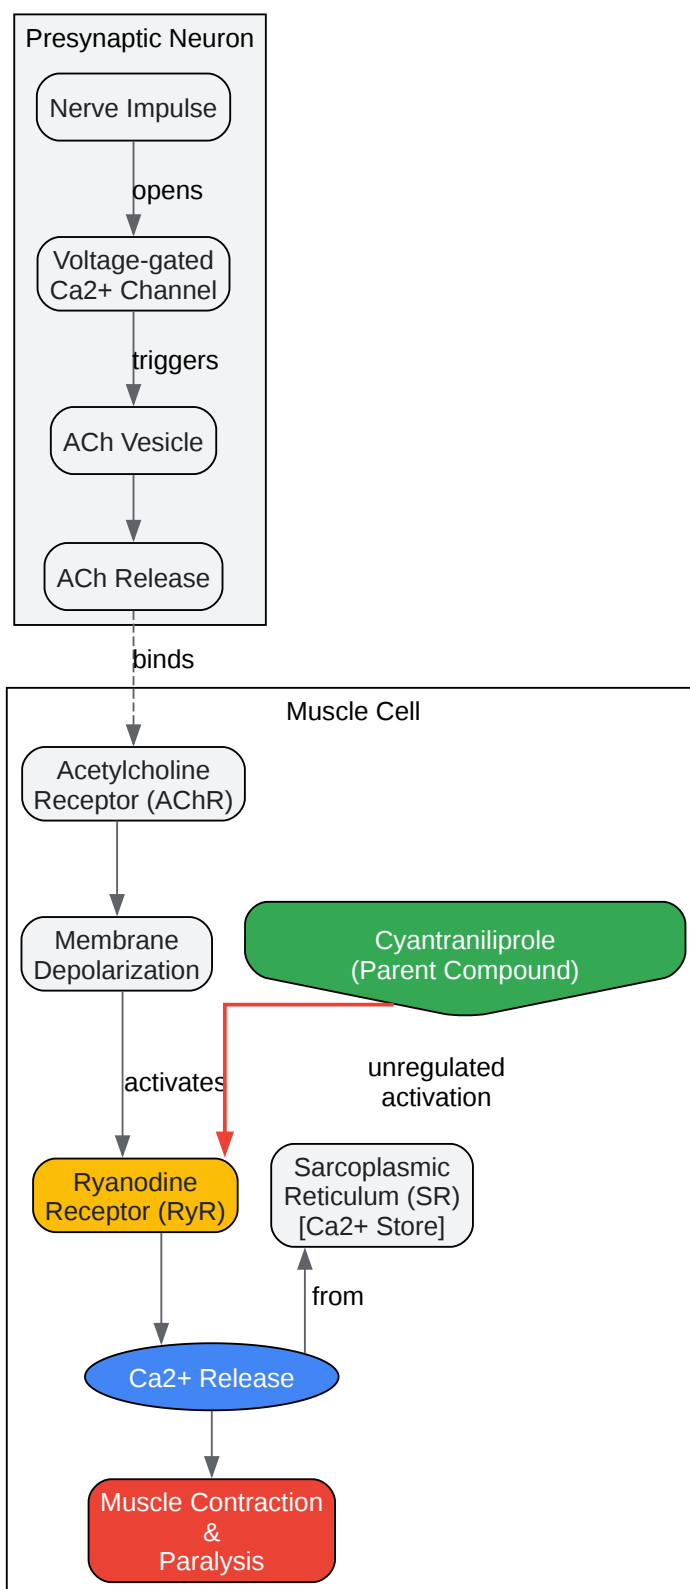 Presynaptic Neuron
Nerve Impulse
opens
Voltage-gated
Ca2+ Channel
triggers
ACh Vesicle
ACh Release
binds
Muscle Cell
Acetylcholine
Receptor (AChR)
Membrane
Depolarization
Cyantraniliprole
(Parent Compound)
activates
unregulated
activation
Ryanodine
Receptor (RyR)
Sarcoplasmic
Reticulum (SR)
[Ca2+ Store]
from
Ca2+ Release
Muscle Contraction
&
Paralysis